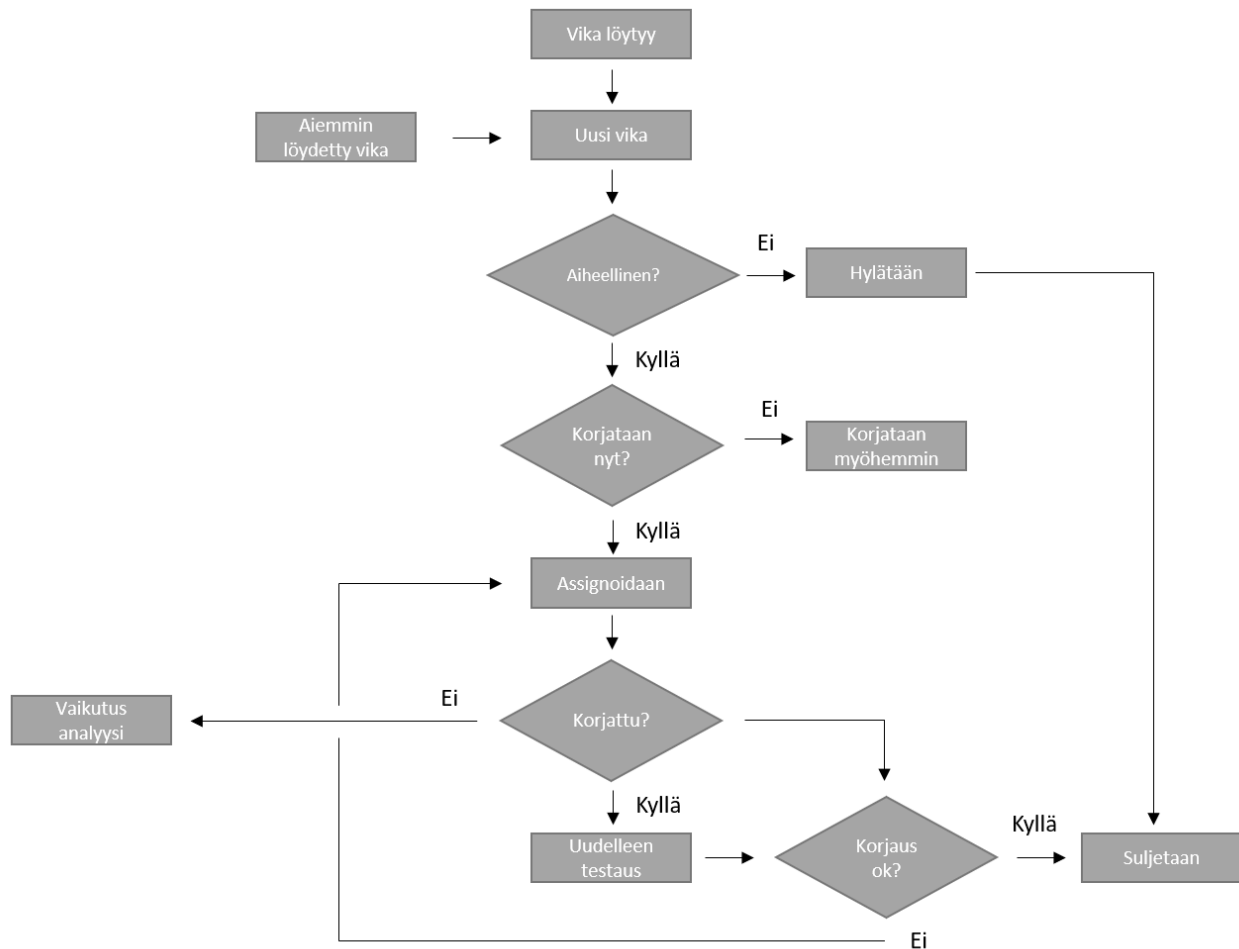 Vika löytyy
Aiemmin
löydetty vika
Uusi vika
Aiheellinen?
Ei
Hylätään
Kyllä
Korjataan
nyt?
Ei
Korjataan
myöhemmin
Kyllä
Assignoidaan
Vaikutus
analyysi
Ei
Korjattu?
Kyllä
Uudelleen
testaus
Korjaus
ok?
Kyllä
Suljetaan
Ei